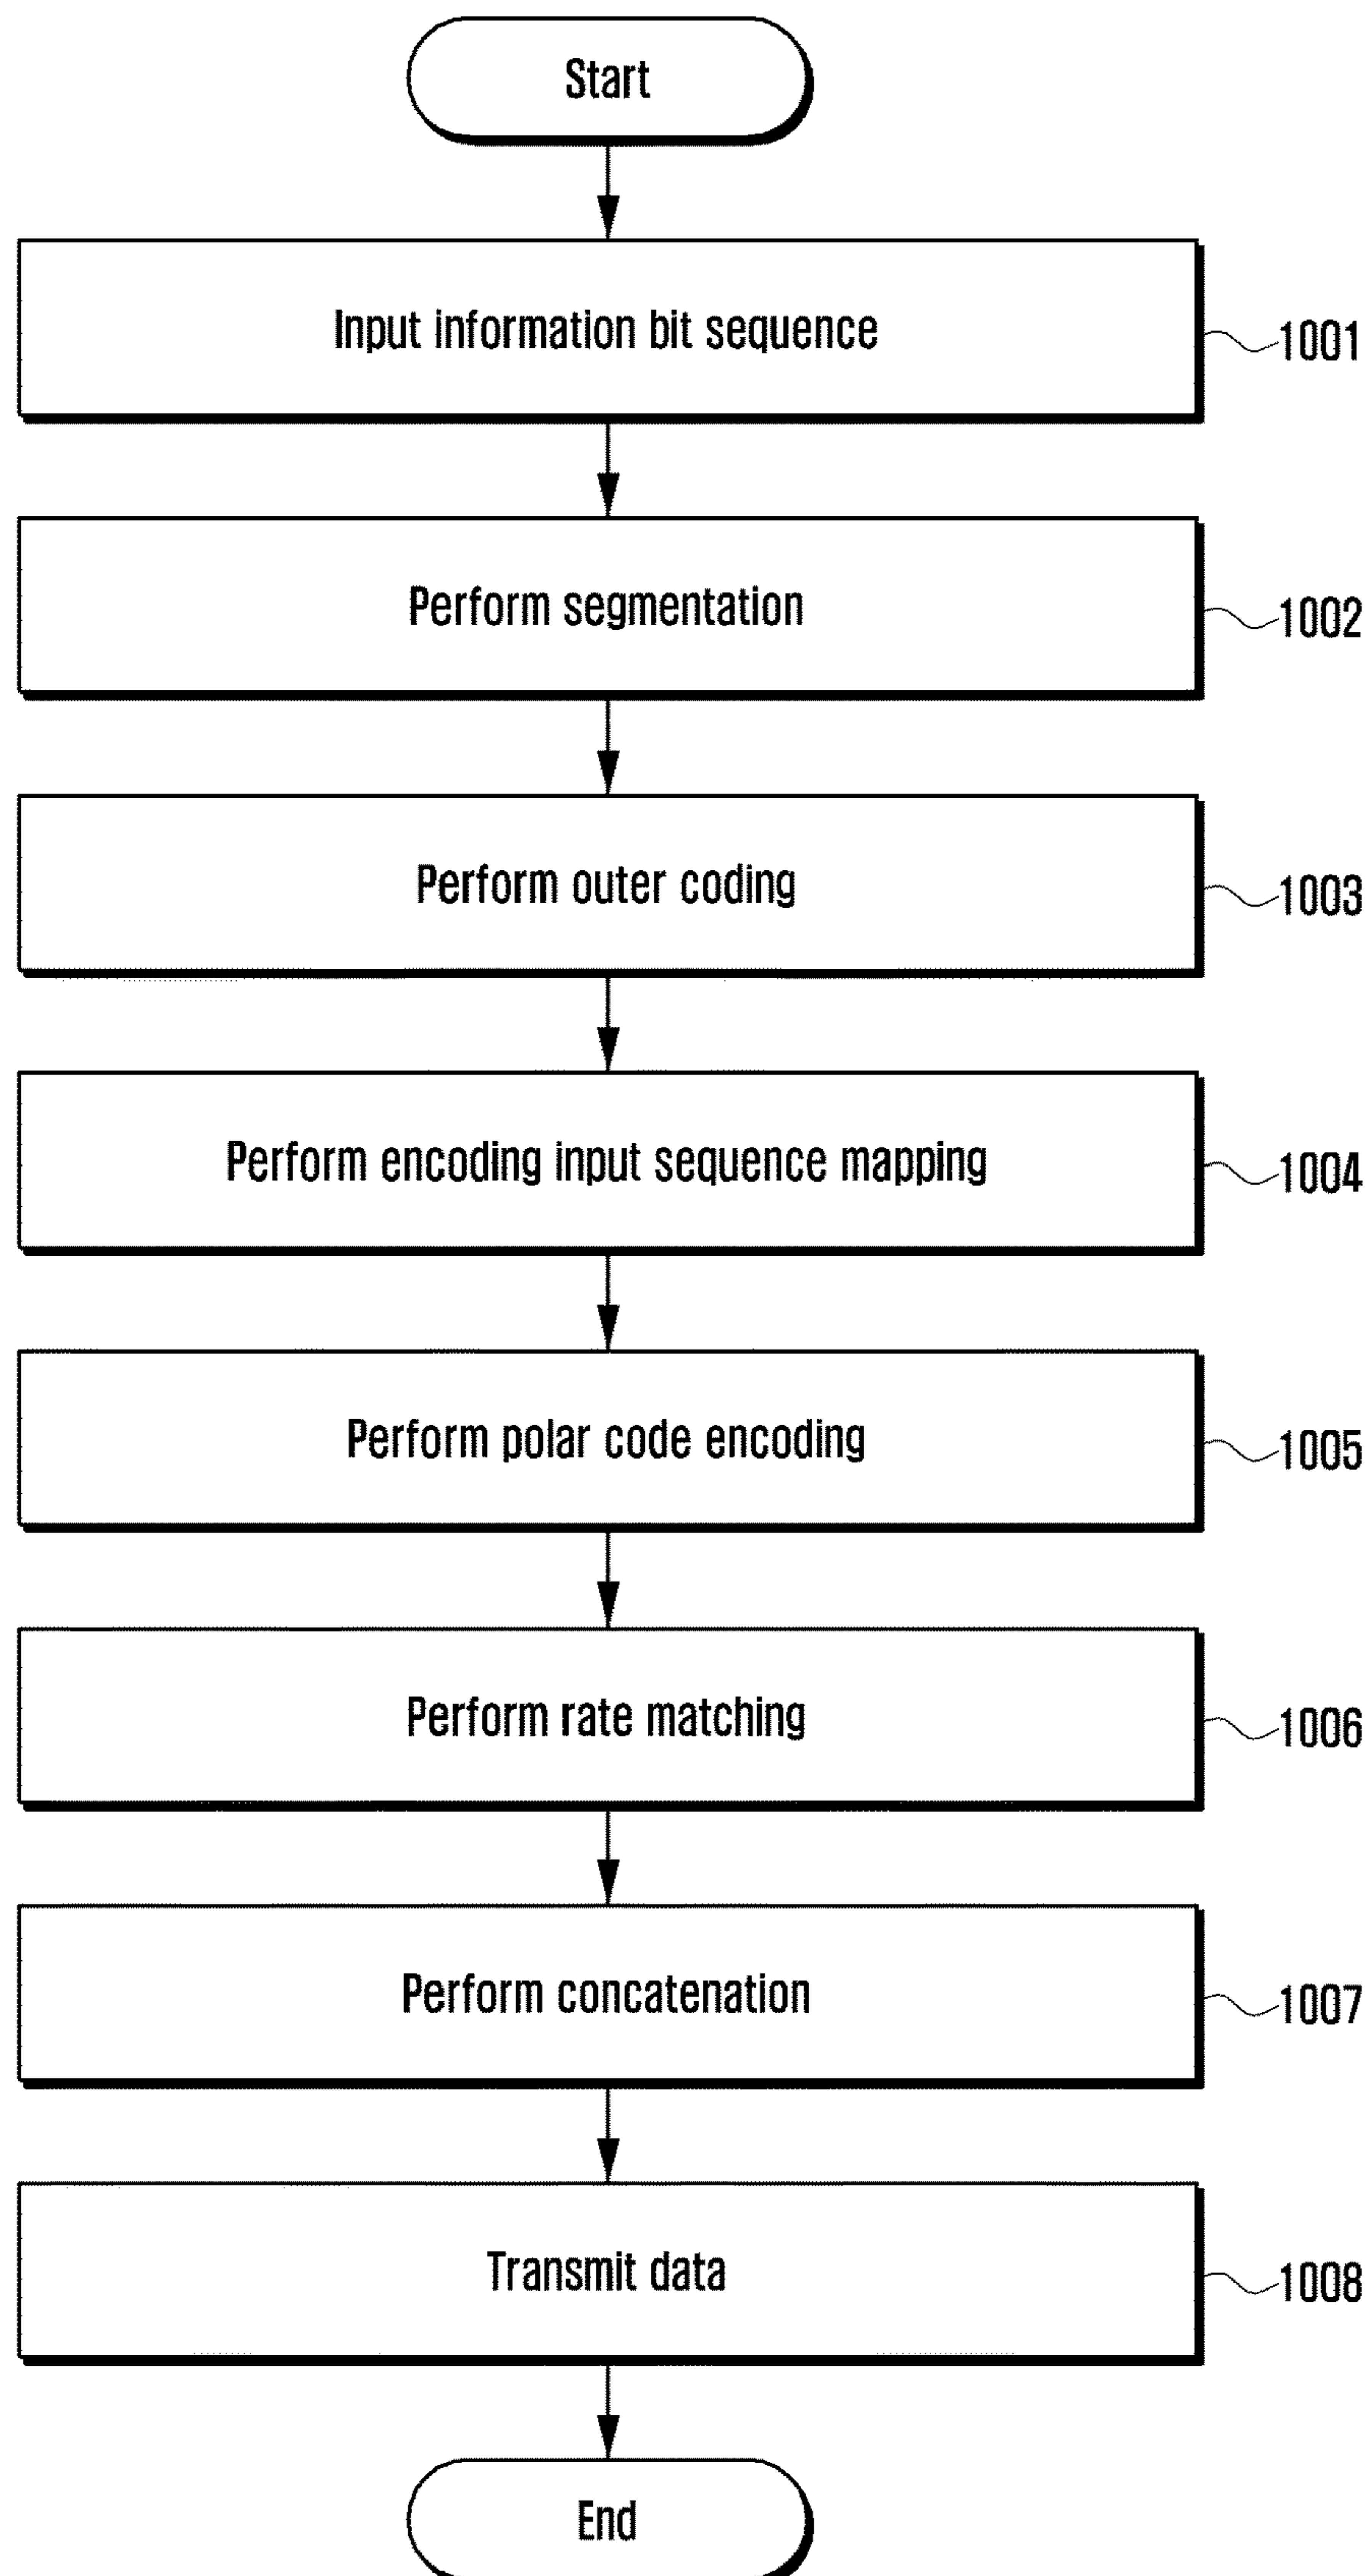 Start
Input information bit sequence
1001
Perform segmentation
1002
Perform outer coding
1003
Perform encoding input sequence mapping
1004
Perform polar code encoding
1005
Perform rate matching
1006
Perform concatenation
1007
Transmit data
1008
End